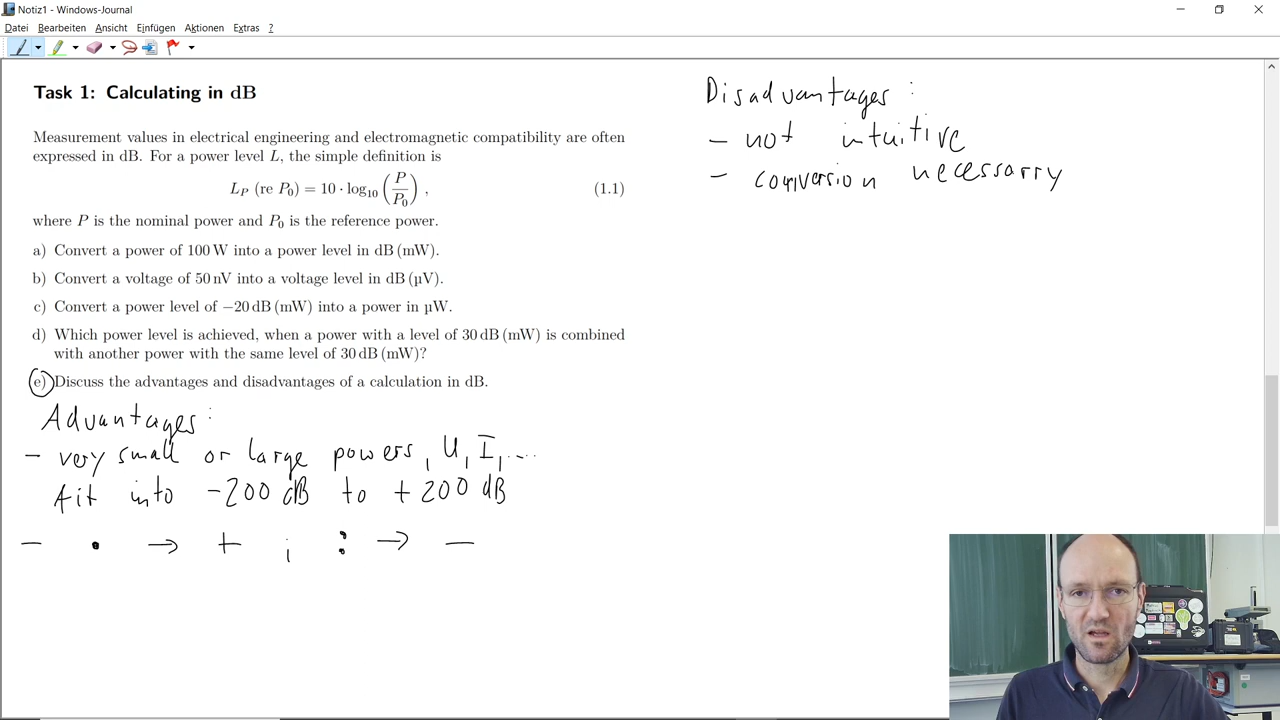 Notiz1 - Windows-Journal
Datei Bearbeiten Ansicht Einfügen Aktionen Extras ?
Task 1: Calculating in dB
Measurement values in electrical engineering and electromagnetic compatibility are often
expressed in dB. For a power level L, the simple definition is
L_P (re P_0) = 10 · log_10 (P/P_0) , (1.1)
where P is the nominal power and P_0 is the reference power.
a) Convert a power of 100 W into a power level in dB (mW).
b) Convert a voltage of 50 nV into a voltage level in dB (µV).
c) Convert a power level of −20 dB (mW) into a power in µW.
d) Which power level is achieved, when a power with a level of 30 dB (mW) is combined
with another power with the same level of 30 dB (mW)?
e) Discuss the advantages and disadvantages of a calculation in dB.
Advantages:
- very small or large powers, U, I, ...
fit into -200 dB to +200 dB
- · → + ; : → -
Disadvantages:
- not intuitive
- conversion necessarry